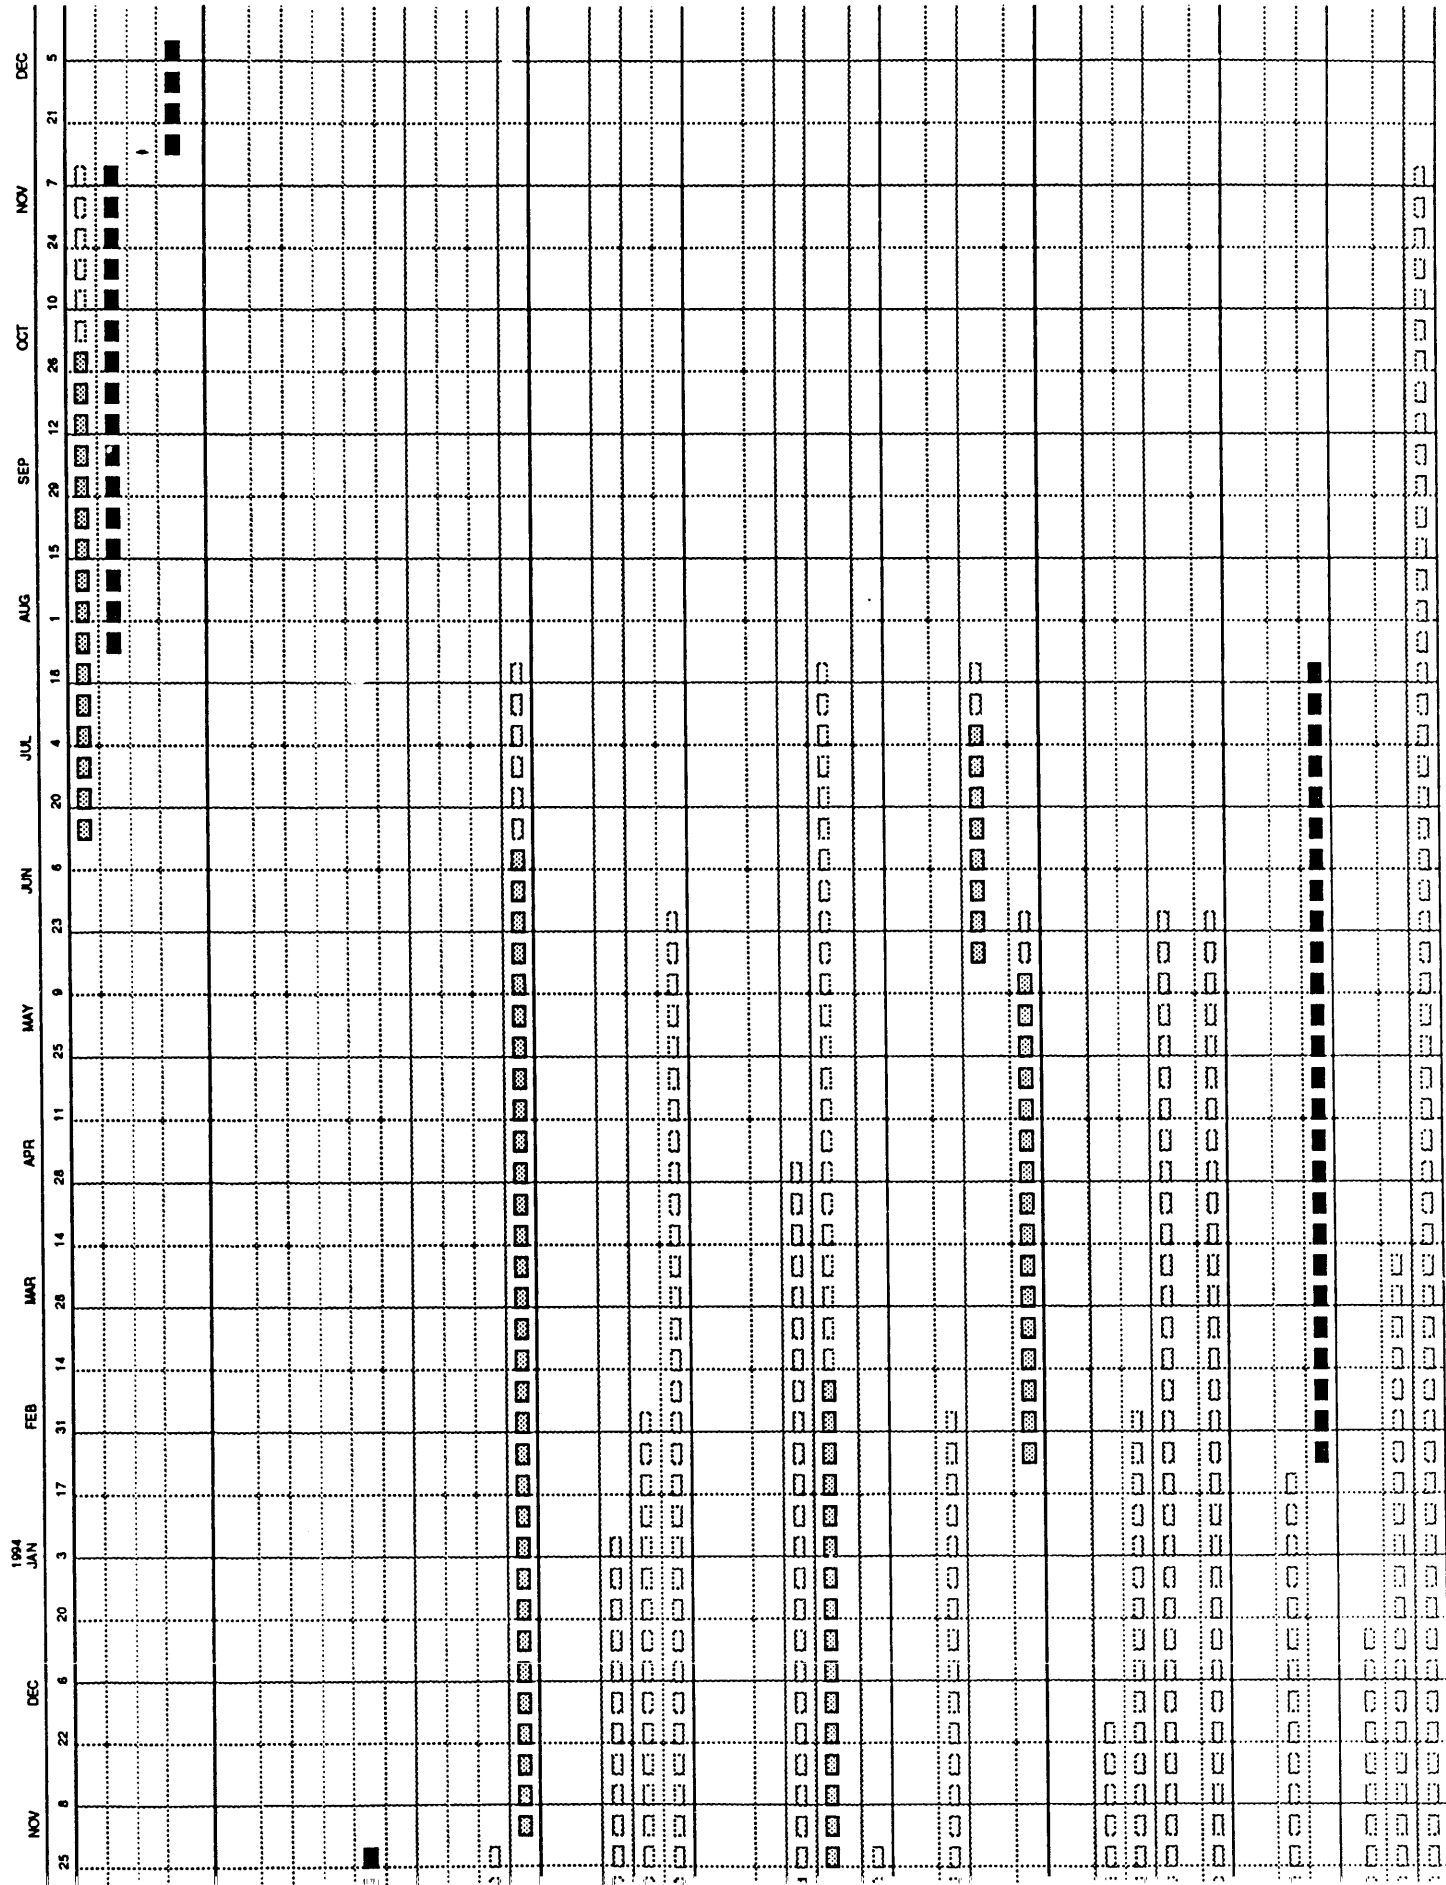 1994
NOV DEC JAN FEB MAR APR MAY JUN JUL AUG SEP OCT NOV DEC
25 8 22 6 20 3 17 31 14 28 14 28 11 25 9 23 6 20 4 18 1 15 29 12 26 10 24 7 21 5